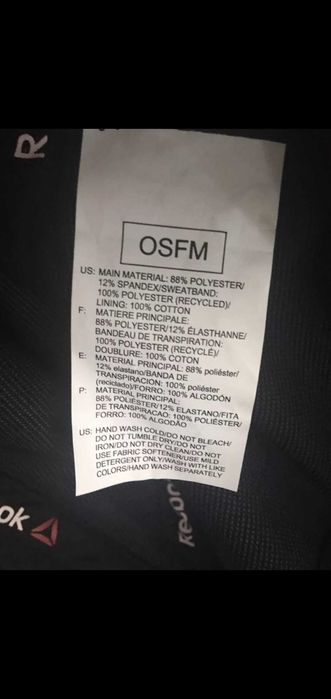 R
OSFM
US: MAIN MATERIAL: 88% POLYESTER/
12% SPANDEX/SWEATBAND:
100% POLYESTER (RECYCLED)/
LINING: 100% COTTON
F: MATIERE PRINCIPALE:
88% POLYESTER/12% ÉLASTHANNE/
BANDEAU DE TRANSPIRATION:
100% POLYESTER (RECYCLÉ)/
DOUBLURE: 100% COTON
E: MATERIAL PRINCIPAL: 88% poliéster/
12% elastano/BANDA DE
TRANSPIRACION: 100% poliéster
(reciclado)/FORRO: 100% ALGODÓN
P: MATERIAL PRINCIPAL:
88% POLIÉSTER/12% ELASTANO/FITA
DE TRANSPIRACAO: 100% POLIÉSTER/
FORRO: 100% ALGODÃO
US: HAND WASH COLD/DO NOT BLEACH/
DO NOT TUMBLE DRY/DO NOT
IRON/DO NOT DRY CLEAN/DO NOT
USE FABRIC SOFTENER/USE MILD
DETERGENT ONLY/WASH WITH LIKE
COLORS/HAND WASH SEPARATELY
ok